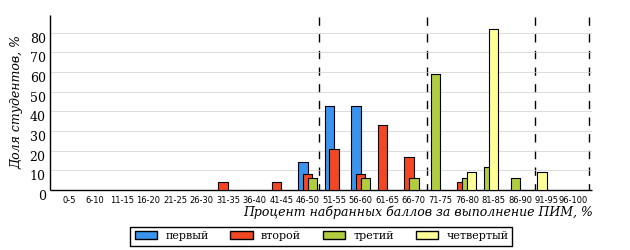 Доля студентов, %
80
70
60
50
40
30
20
10
0
0-5 6-10 11-15 16-20 21-25 26-30 31-35 36-40 41-45 46-50 51-55 56-60 61-65 66-70 71-75 76-80 81-85 86-90 91-95 96-100
Процент набранных баллов за выполнение ПИМ, %
первый второй третий четвертый